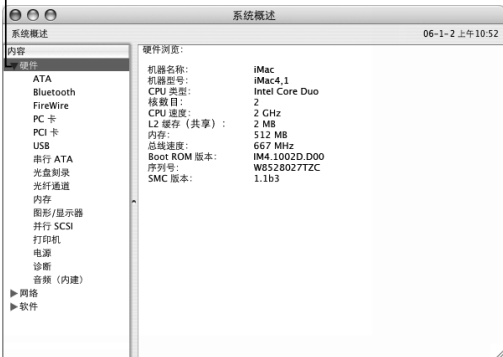 系统概述
系统概述 06-1-2 上午10:52
内容
硬件
ATA
Bluetooth
FireWire
PC 卡
PCI 卡
USB
串行 ATA
光盘刻录
光纤通道
内存
图形/显示器
并行 SCSI
打印机
电源
诊断
音频（内建）
网络
软件
硬件浏览：
机器名称： iMac
机器型号： iMac4,1
CPU 类型： Intel Core Duo
核数目： 2
CPU 速度： 2 GHz
L2 缓存（共享）： 2 MB
内存： 512 MB
总线速度： 667 MHz
Boot ROM 版本： IM4.1002D.D00
序列号： W8528027TZC
SMC 版本： 1.1b3